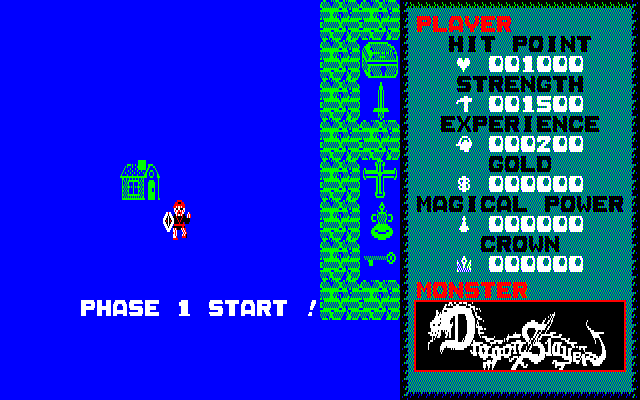 PLAYER
HIT POINT
001000
STRENGTH
001500
EXPERIENCE
000200
GOLD
000000
MAGICAL POWER
000000
CROWN
000000
MONSTER
Dragon Slayer
PHASE 1 START !